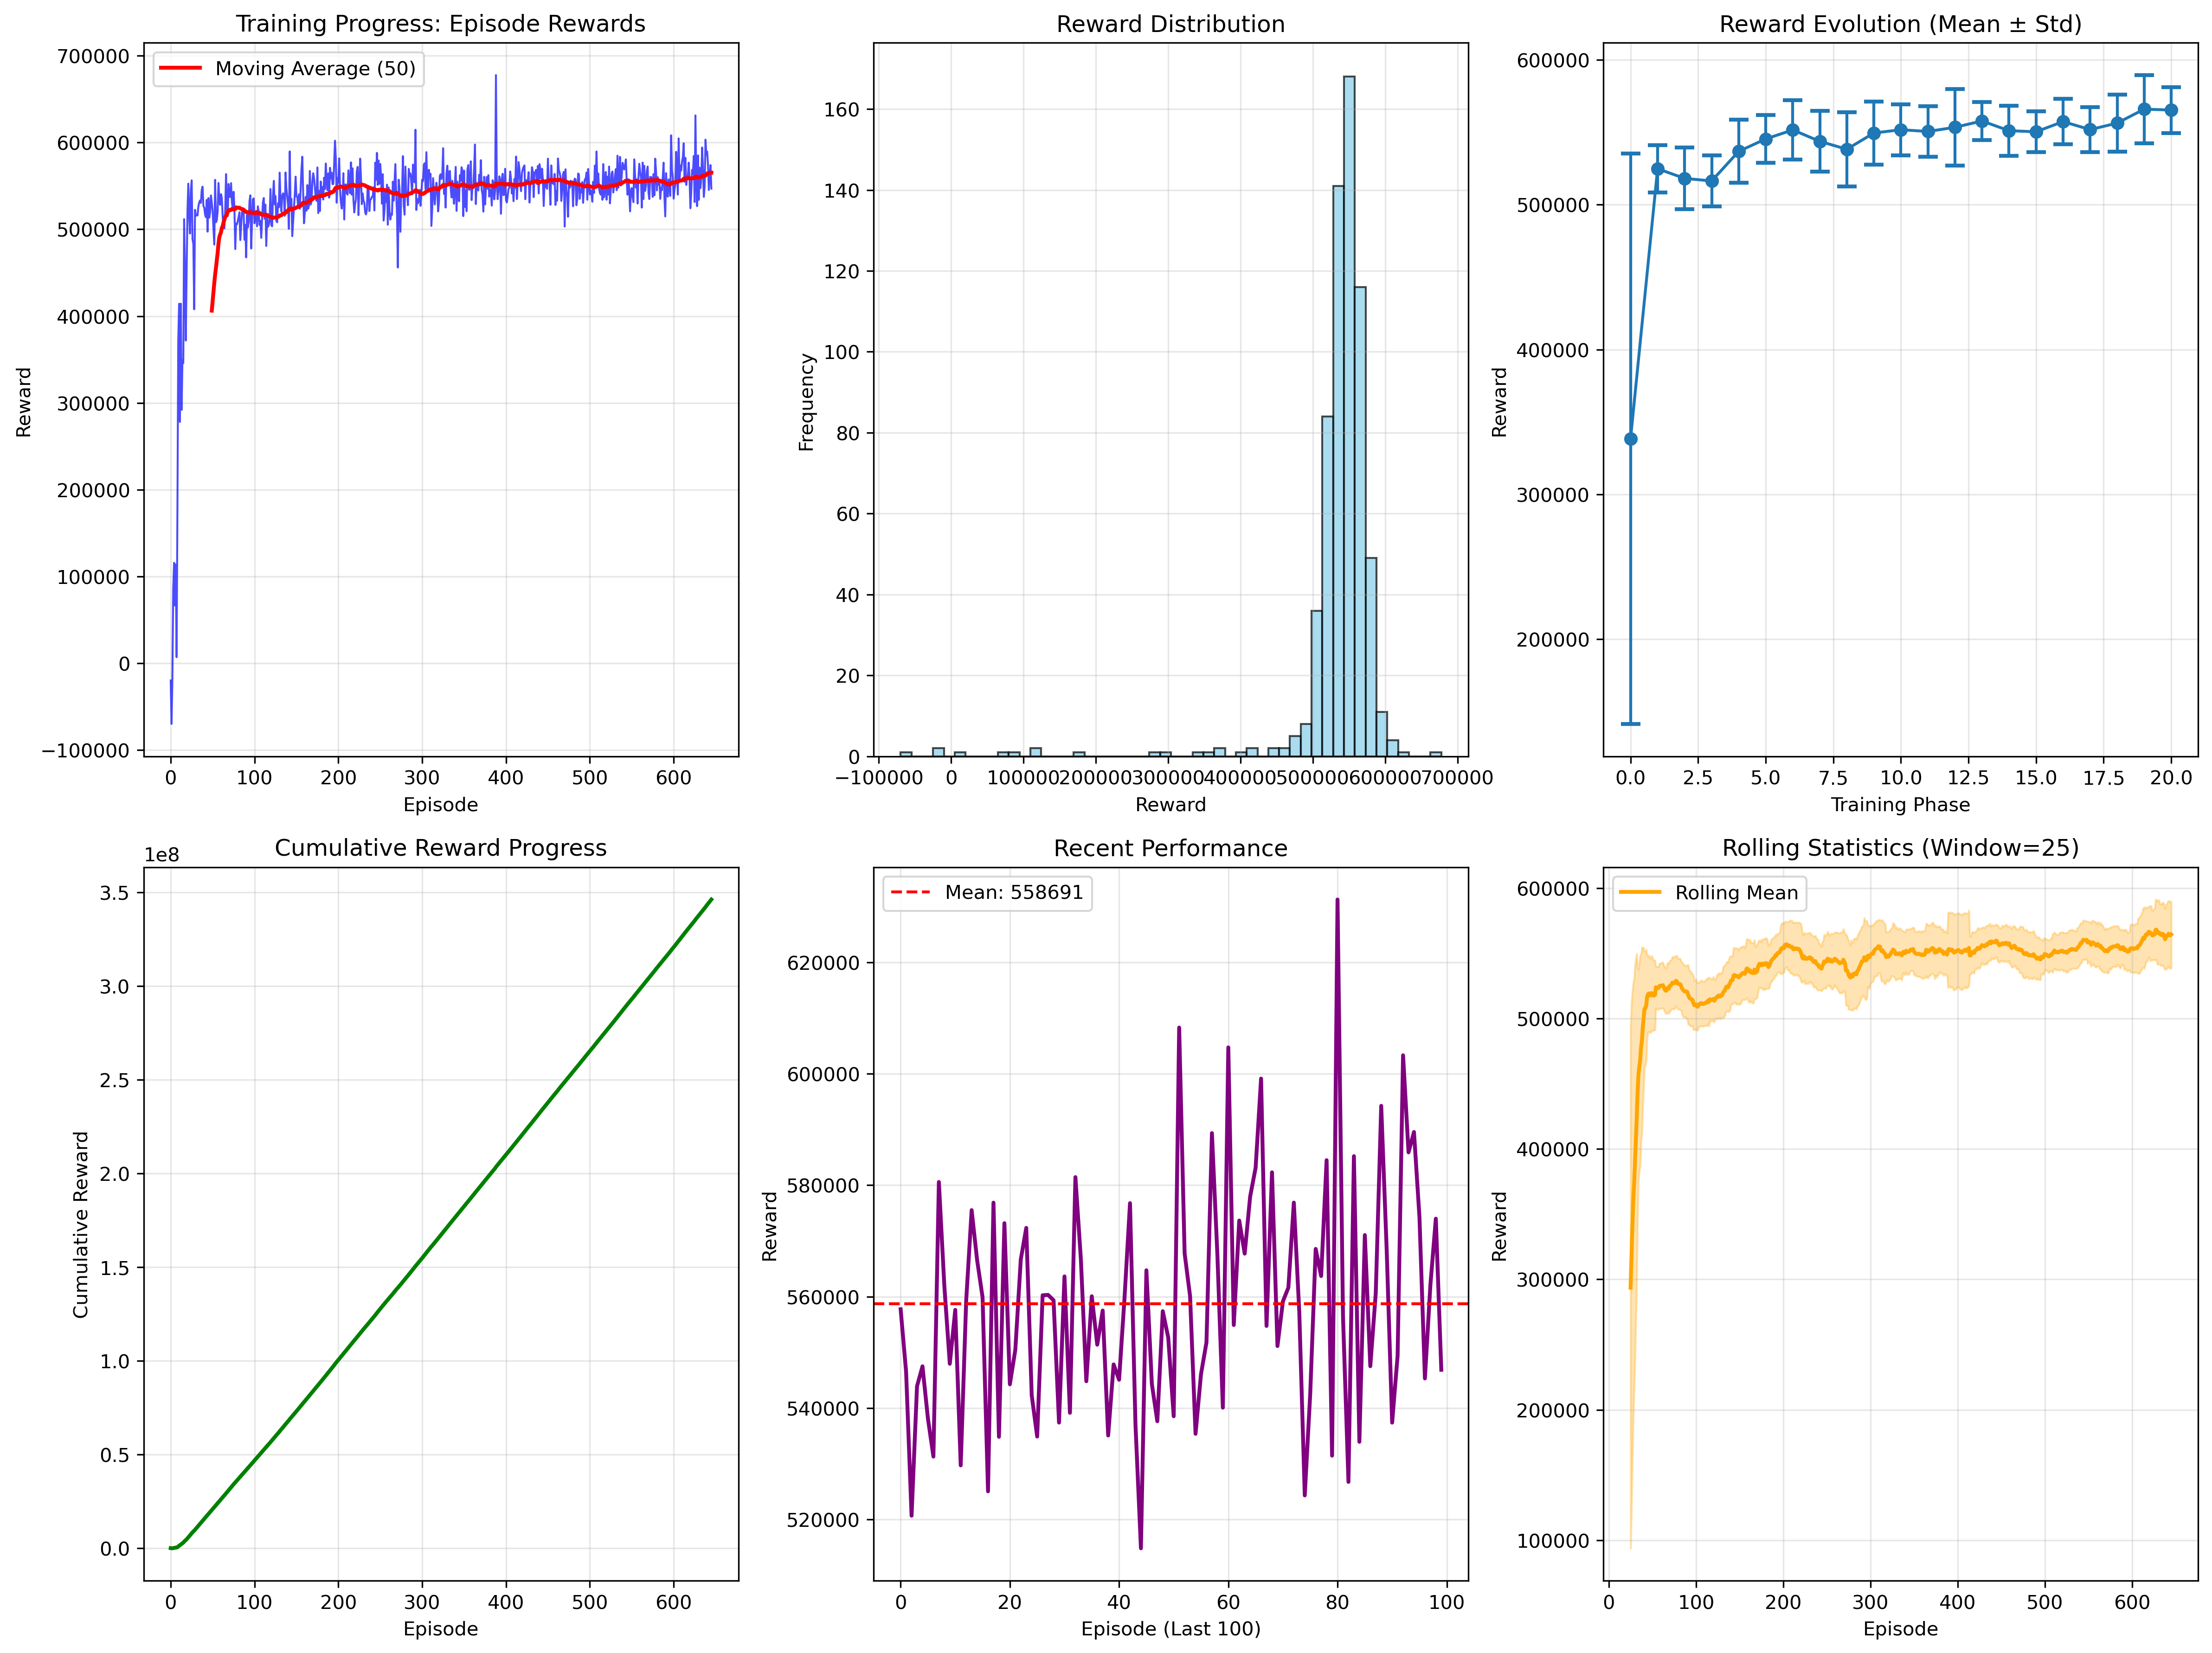 Training Progress: Episode Rewards
Moving Average (50)
700000
600000
500000
400000
300000
200000
100000
0
−100000
Reward
0 100 200 300 400 500 600
Episode
Reward Distribution
160
140
120
100
80
60
40
20
0
Frequency
−100000 0 100000 200000 300000 400000 500000 600000 700000
Reward
Reward Evolution (Mean ± Std)
600000
500000
400000
300000
200000
Reward
0.0 2.5 5.0 7.5 10.0 12.5 15.0 17.5 20.0
Training Phase
Cumulative Reward Progress
1e8
3.5
3.0
2.5
2.0
1.5
1.0
0.5
0.0
Cumulative Reward
0 100 200 300 400 500 600
Episode
Recent Performance
Mean: 558691
620000
600000
580000
560000
540000
520000
Reward
0 20 40 60 80 100
Episode (Last 100)
Rolling Statistics (Window=25)
Rolling Mean
600000
500000
400000
300000
200000
100000
Reward
0 100 200 300 400 500 600
Episode